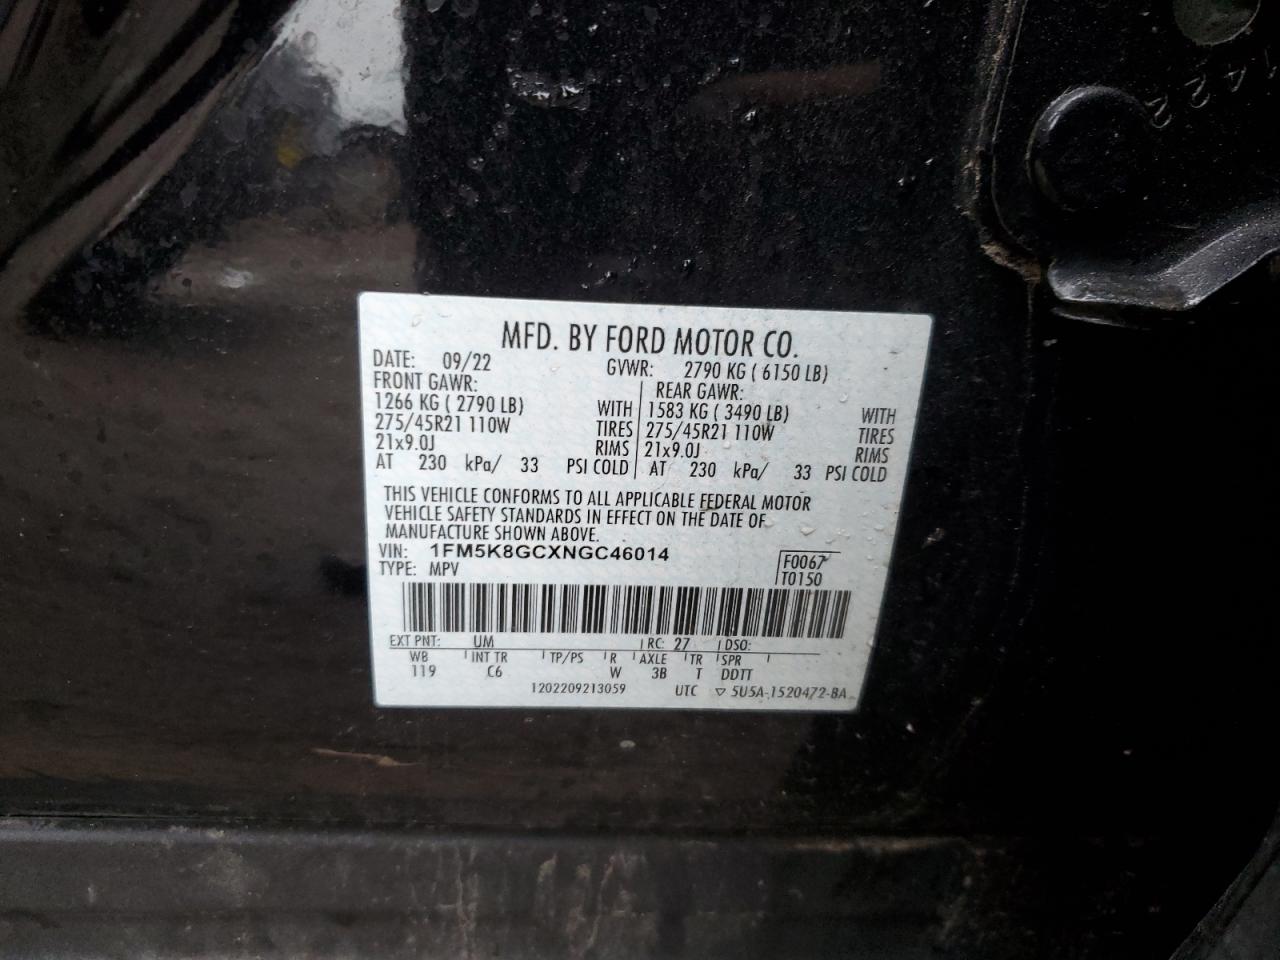 1422
MFD. BY FORD MOTOR CO.
DATE: 09/22 GVWR: 2790 KG ( 6150 LB)
FRONT GAWR: REAR GAWR:
1266 KG ( 2790 LB) WITH 1583 KG ( 3490 LB) WITH
275/45R21 110W TIRES 275/45R21 110W TIRES
21x9.0J RIMS 21x9.0J RIMS
AT 230 kPa/ 33 PSI COLD AT 230 kPa/ 33 PSI COLD
THIS VEHICLE CONFORMS TO ALL APPLICABLE FEDERAL MOTOR
VEHICLE SAFETY STANDARDS IN EFFECT ON THE DATE OF
MANUFACTURE SHOWN ABOVE.
VIN: 1FM5K8GCXNGC46014 F0067
TYPE: MPV T0150
EXT PNT: UM RC: 27 DSO:
WB INT TR TP/PS R AXLE TR SPR
119 C6 W 3B T DDTT
1202209213059 UTC ▽ 5U5A-1520472-BA